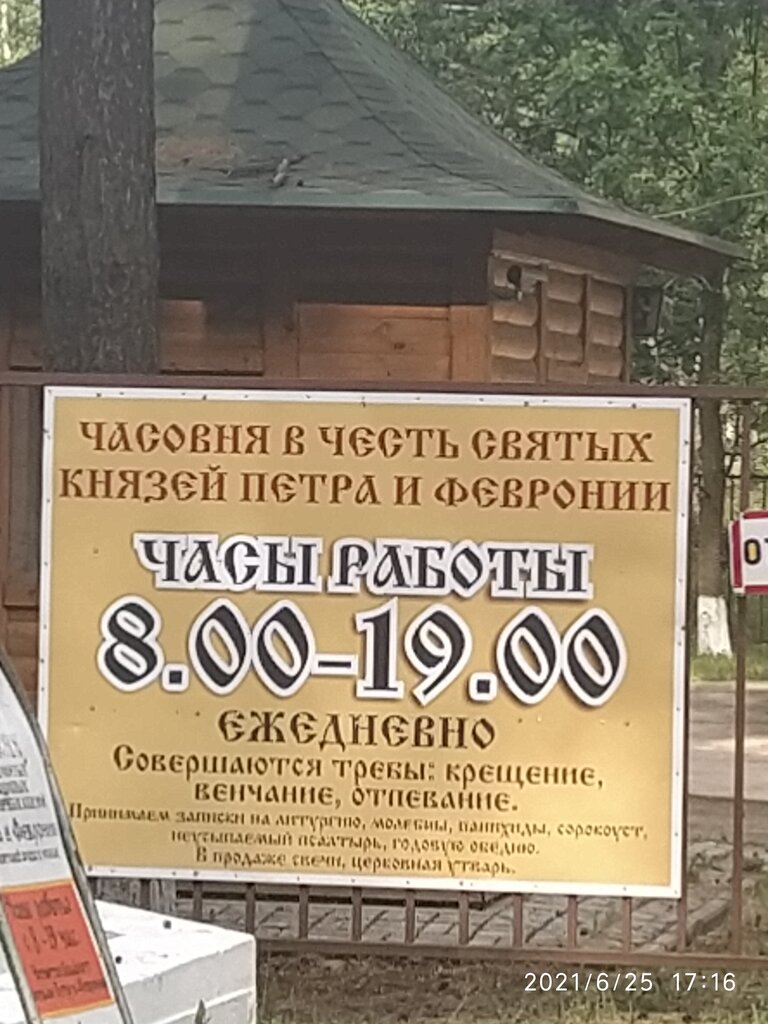 ЧАСОВНЯ В ЧЕСТЬ СВЯТЫХ
КНЯЗЕЙ ПЕТРА И ФЕВРОНИИ
ЧАСЫ РАБОТЫ
8.00-19.00
ЕЖЕДНЕВНО
Совершаются требы: крещение,
венчание, отпевание.
Принимаем записки на литургию, молебны, панихиды, сорокоуст,
неусыпаемый псалтырь, годовую обедню.
В продаже свечи, церковная утварь.
2021/6/25 17:16